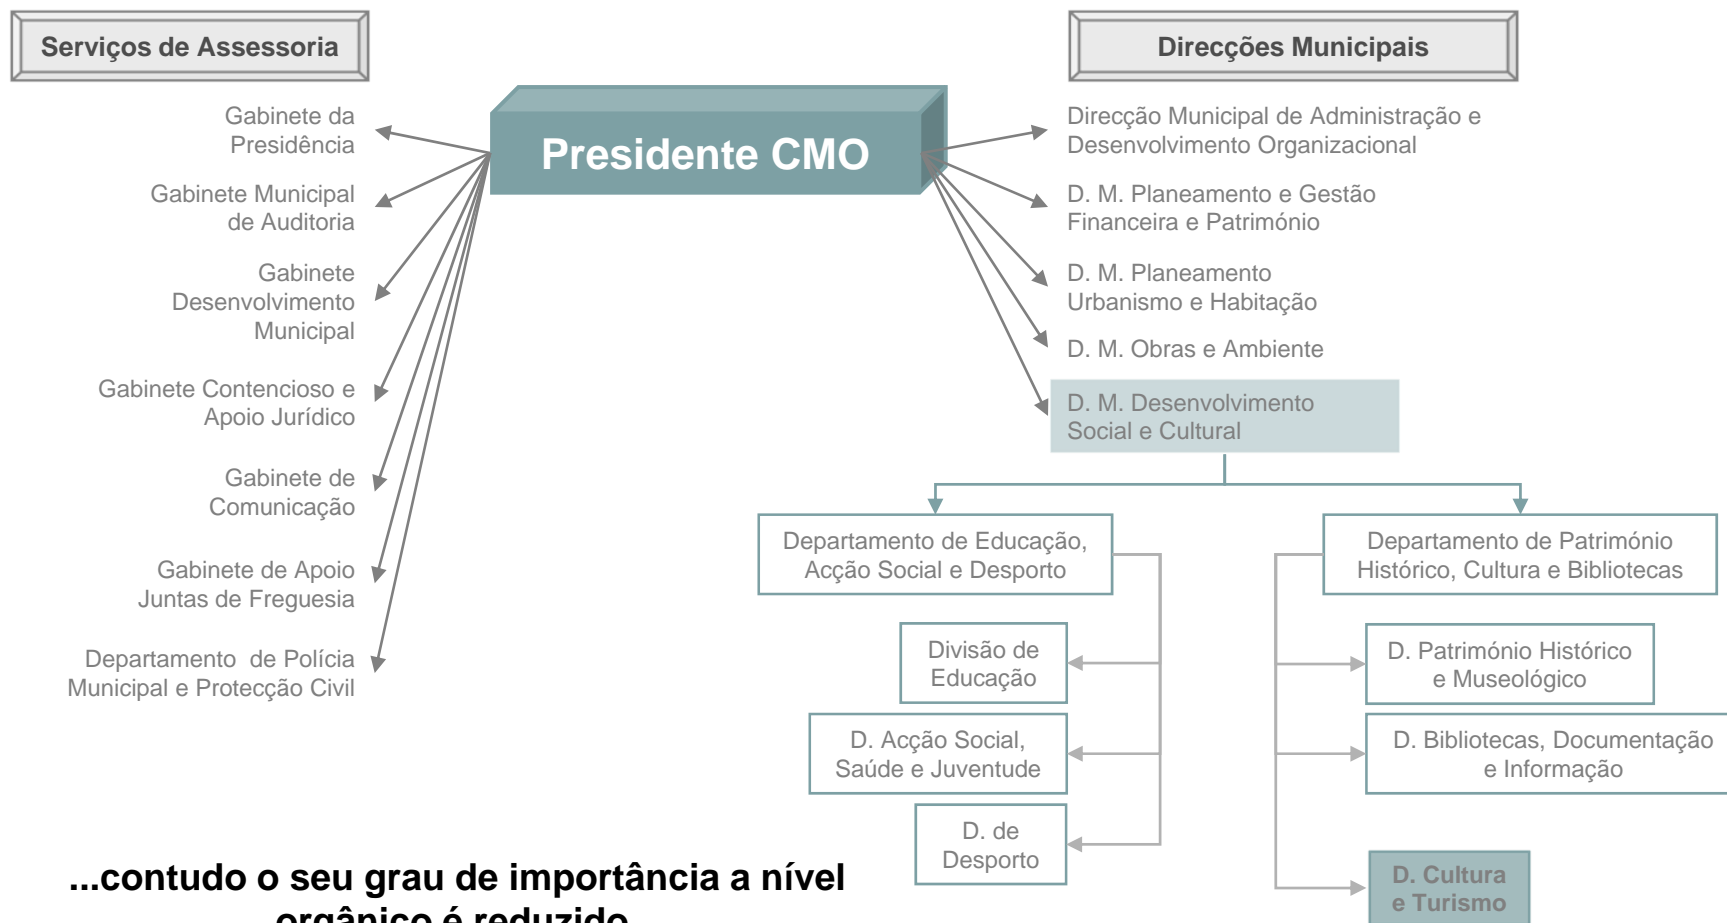 Serviços de Assessoria
Direcções Municipais
Presidente CMO
Gabinete da
Presidência
Gabinete Municipal
de Auditoria
Gabinete
Desenvolvimento
Municipal
Gabinete Contencioso e
Apoio Jurídico
Gabinete de
Comunicação
Gabinete de Apoio
Juntas de Freguesia
Departamento de Polícia
Municipal e Protecção Civil
Direcção Municipal de Administração e
Desenvolvimento Organizacional
D. M. Planeamento e Gestão
Financeira e Património
D. M. Planeamento
Urbanismo e Habitação
D. M. Obras e Ambiente
D. M. Desenvolvimento
Social e Cultural
Departamento de Educação,
Acção Social e Desporto
Divisão de
Educação
D. Acção Social,
Saúde e Juventude
D. de
Desporto
Departamento de Património
Histórico, Cultura e Bibliotecas
D. Património Histórico
e Museológico
D. Bibliotecas, Documentação
e Informação
D. Cultura
e Turismo
...contudo o seu grau de importância a nível
orgânico é reduzido